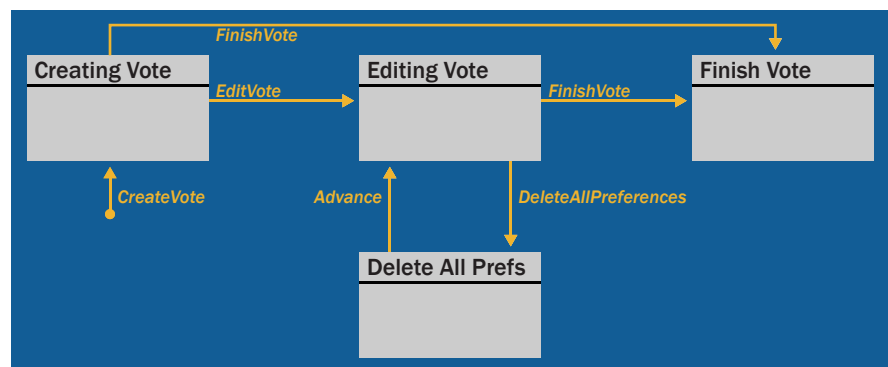 FinishVote
Creating Vote
Editing Vote
Finish Vote
EditVote
FinishVote
CreateVote
Advance
DeleteAllPreferences
Delete All Prefs